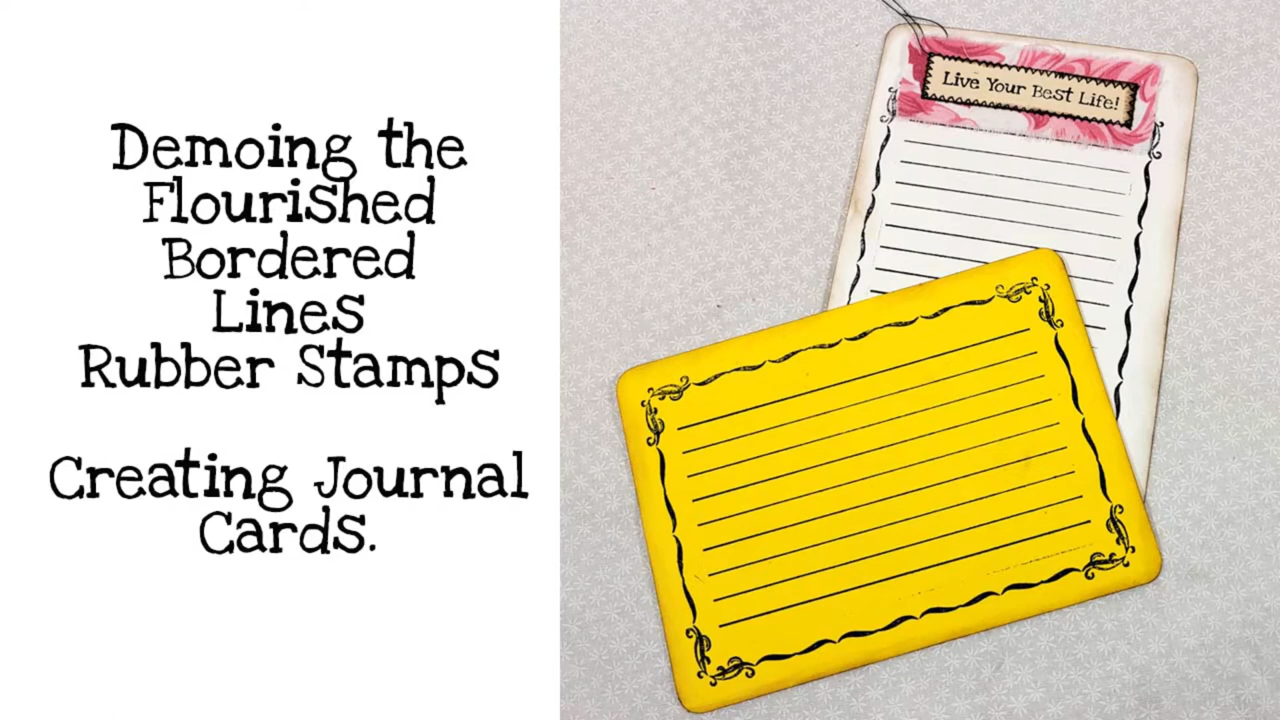 Demoing the
Flourished
Bordered
Lines
Rubber Stamps
Creating Journal
Cards.
Live Your Best Life!